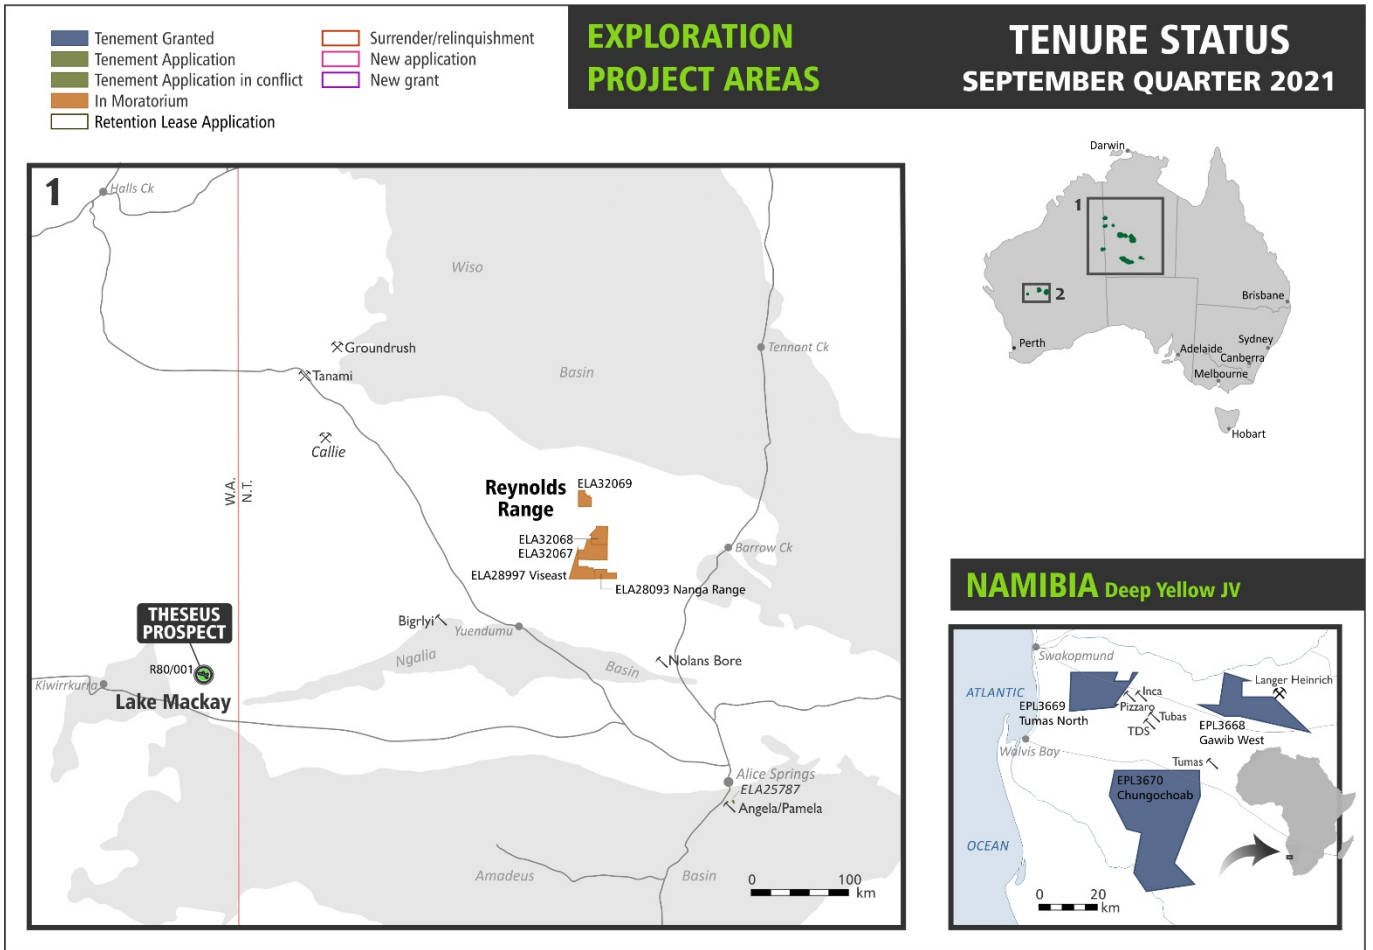 Tenement Granted
Tenement Application
Tenement Application in conflict
In Moratorium
Retention Lease Application
Surrender/relinquishment
New application
New grant
EXPLORATION
PROJECT AREAS
TENURE STATUS
SEPTEMBER QUARTER 2021
1
Halls Ck
Wiso
Basin
Groundrush
Tanami
Callie
Tennant Ck
W.A.
N.T.
Reynolds
Range
ELA32069
ELA32068
ELA32067
ELA28997 Viseast
ELA28093 Nanga Range
Barrow Ck
THESEUS
PROSPECT
R80/001
Kiwirrkurra
Lake Mackay
Bigrlyi
Yuendumu
Ngalia
Basin
Nolans Bore
Alice Springs
ELA25787
Angela/Pamela
Amadeus
Basin
0 100
km
Darwin
1
2
Brisbane
Perth
Adelaide
Sydney
Canberra
Melbourne
Hobart
NAMIBIA Deep Yellow JV
Swakopmund
ATLANTIC
EPL3669
Tumas North
Inca
Pizzaro
Tubas
TDS
Langer Heinrich
EPL3668
Gawib West
Walvis Bay
Tumas
EPL3670
Chungochoab
OCEAN
0 20
km